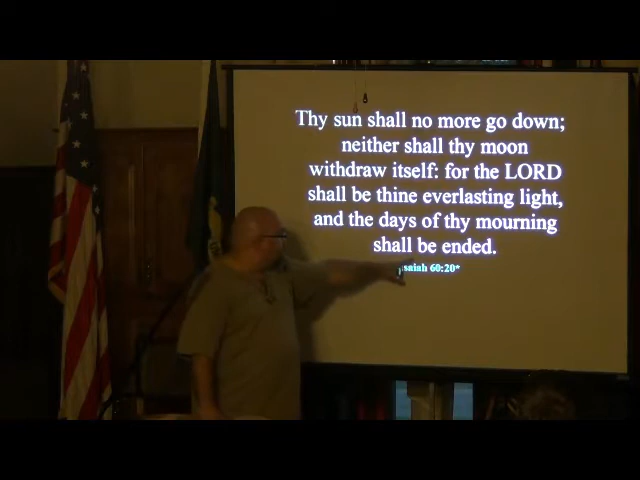 Thy sun shall no more go down;
neither shall thy moon
withdraw itself: for the LORD
shall be thine everlasting light,
and the days of thy mourning
shall be ended.
60:20*